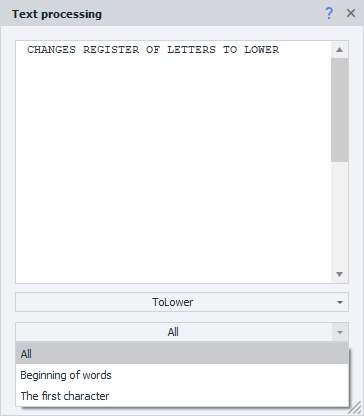 Text processing ?
CHANGES REGISTER OF LETTERS TO LOWER
ToLower
All
All
Beginning of words
The first character